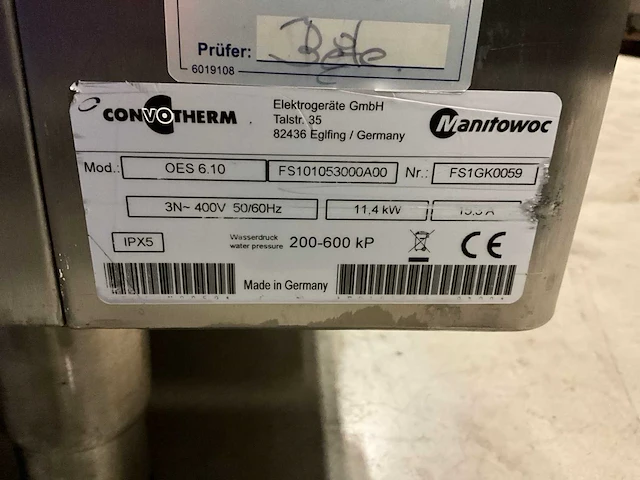 Prüfer:
6019108
CONVOTHERM
Elektrogeräte GmbH
Talstr. 35
82436 Eglfing / Germany
Manitowoc
Mod.: OES 6.10 FS101053000A00 Nr.: FS1GK0059
3N~ 400V 50/60Hz 11,4 kW
IPX5
Wasserdruck
water pressure 200-600 kP
CE
Made in Germany